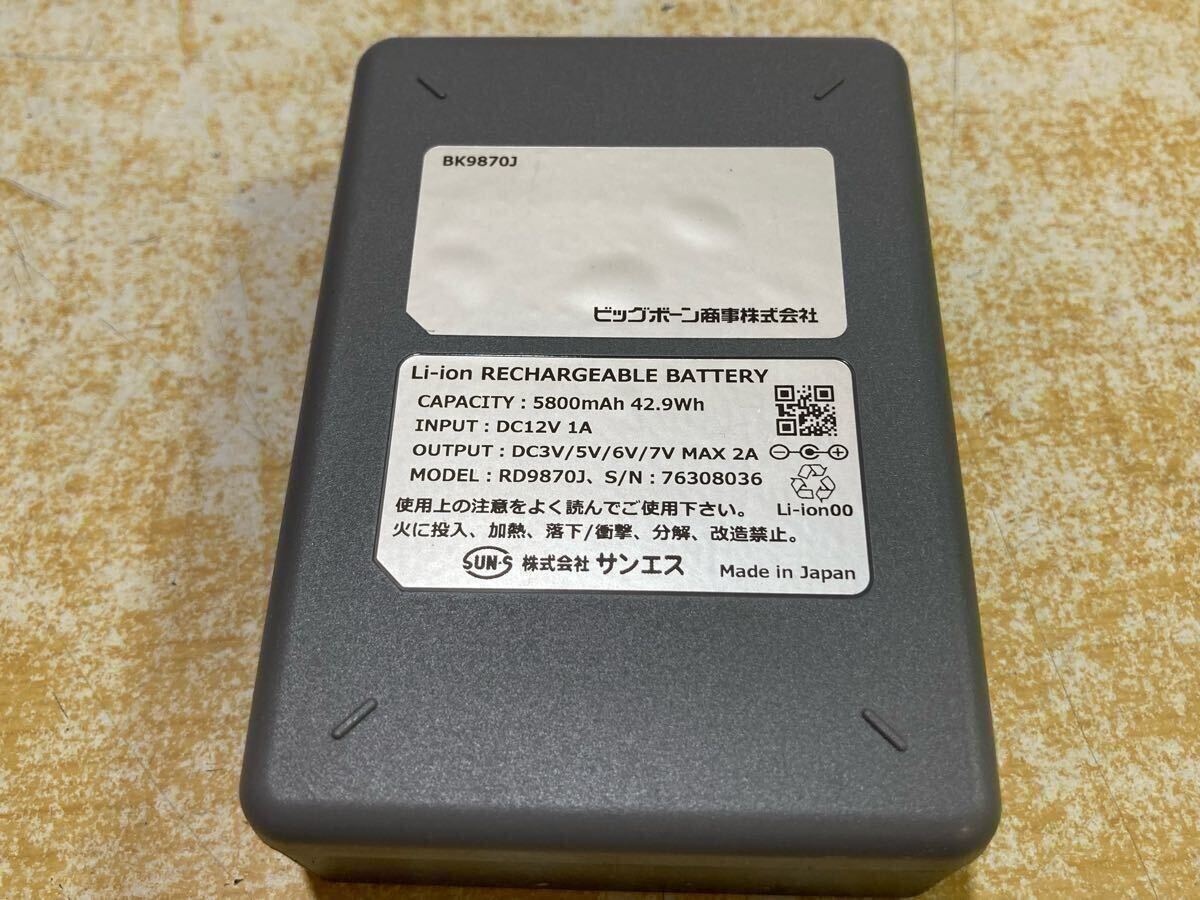 BK9870J
ビッグボーン商事株式会社
Li-ion RECHARGEABLE BATTERY
CAPACITY : 5800mAh 42.9Wh
INPUT : DC12V 1A
OUTPUT : DC3V/5V/6V/7V MAX 2A
MODEL : RD9870J、S/N : 76308036
使用上の注意をよく読んでご使用下さい。
Li-ion00
火に投入、加熱、落下/衝撃、分解、改造禁止。
SUN·S 株式会社 サンエス
Made in Japan